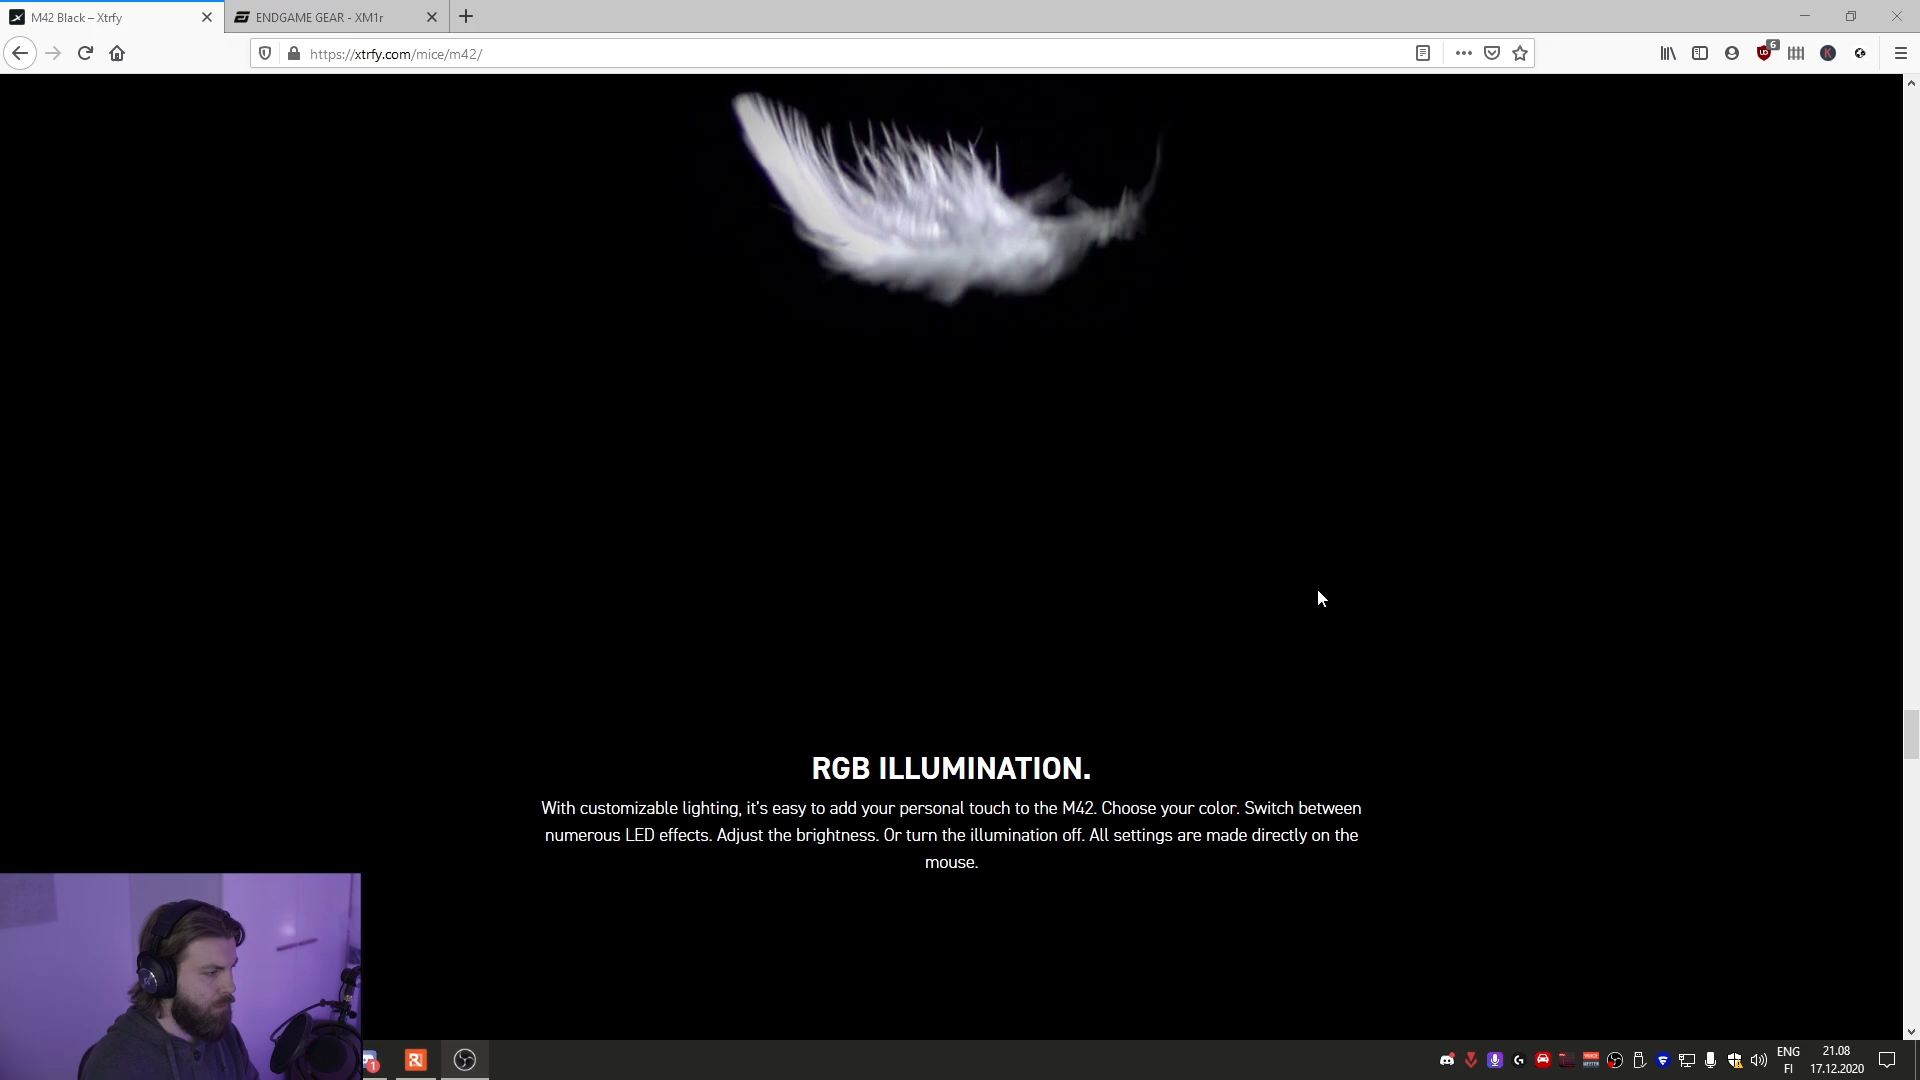 M42 Black – Xtrfy
ENDGAME GEAR - XM1r
https://xtrfy.com/mice/m42/
6
RGB ILLUMINATION.
With customizable lighting, it's easy to add your personal touch to the M42. Choose your color. Switch between
numerous LED effects. Adjust the brightness. Or turn the illumination off. All settings are made directly on the
mouse.
1
ENG
FI
21.08
17.12.2020